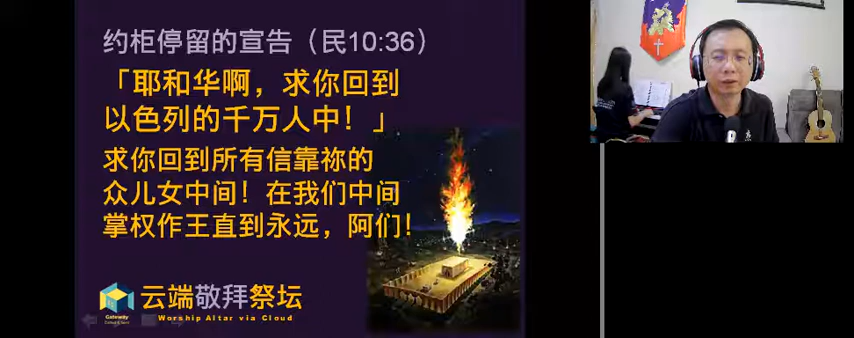 约柜停留的宣告（民10:36）
「耶和华啊，求你回到
以色列的千万人中！」
求你回到所有信靠祢的
众儿女中间！在我们中间
掌权作王直到永远，阿们！
云端敬拜祭坛
Worship Altar via Cloud
Gateway